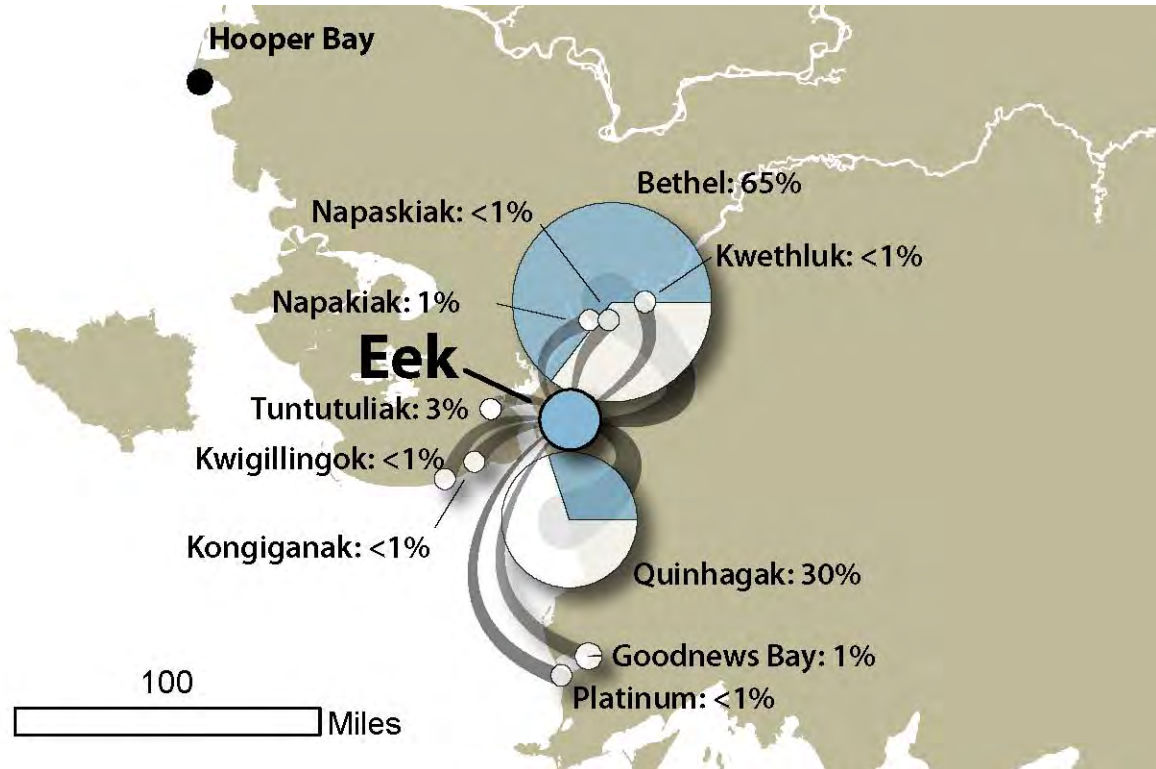 Hooper Bay
Bethel: 65%
Napaskiak: <1%
Kwethluk: <1%
Napakiak: 1%
Eek
Tuntutuliak: 3%
Kwigillingok: <1%
Kongiganak: <1%
Quinhagak: 30%
Goodnews Bay: 1%
Platinum: <1%
100
Miles